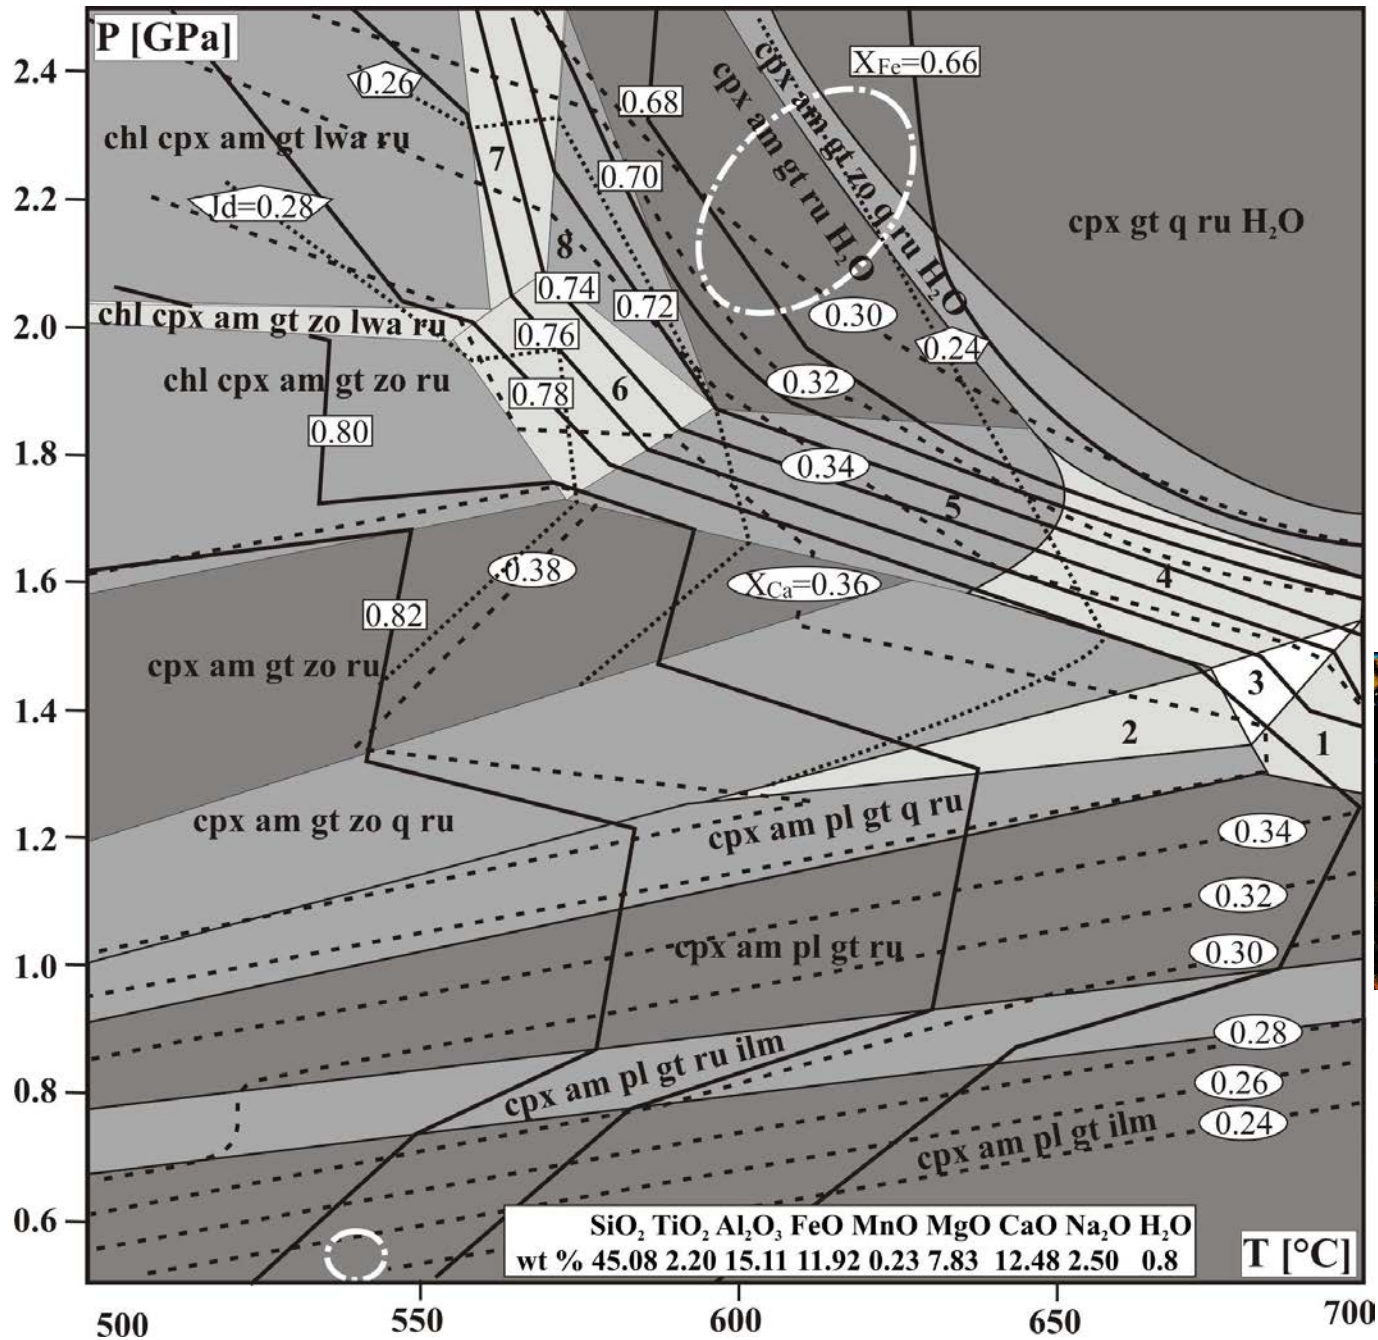 P [GPa]
2.4
2.2
2.0
1.8
1.6
1.4
1.2
1.0
0.8
0.6
0.26
X_Fe=0.66
0.68
cpx am gt zo q ru H₂O
cpx am gt ru H₂O
chl cpx am gt lwa ru
7
0.70
Jd=0.28
cpx gt q ru H₂O
8
0.74
0.72
0.30
chl cpx am gt zo lwa ru
0.76
0.24
chl cpx am gt zo ru
0.78
6
0.32
0.80
0.34
5
0.38
X_Ca=0.36
4
0.82
cpx am gt zo ru
3
2
1
cpx am gt zo q ru
cpx am pl gt q ru
0.34
0.32
cpx am pl gt ru
0.30
0.28
cpx am pl gt ru ilm
0.26
0.24
cpx am pl gt ilm
SiO₂ TiO₂ Al₂O₃ FeO MnO MgO CaO Na₂O H₂O
wt % 45.08 2.20 15.11 11.92 0.23 7.83 12.48 2.50 0.8
T [°C]
500 550 600 650 700